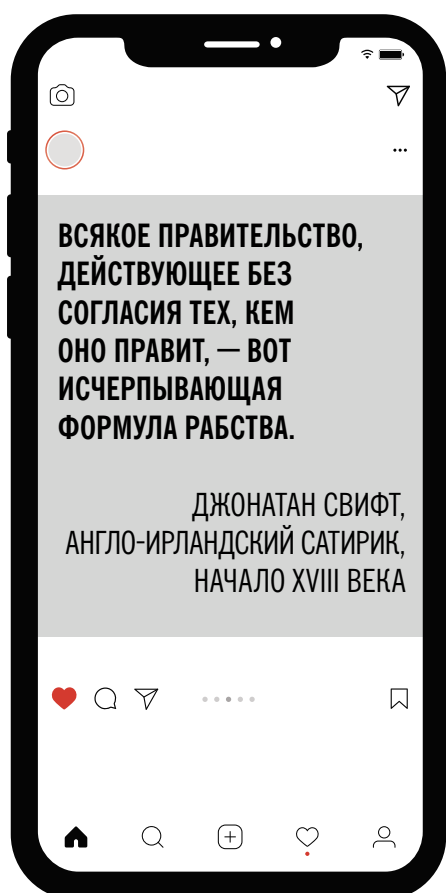 ВСЯКОЕ ПРАВИТЕЛЬСТВО,
ДЕЙСТВУЮЩЕЕ БЕЗ
СОГЛАСИЯ ТЕХ, КЕМ
ОНО ПРАВИТ, — ВОТ
ИСЧЕРПЫВАЮЩАЯ
ФОРМУЛА РАБСТВА.
ДЖОНАТАН СВИФТ,
АНГЛО-ИРЛАНДСКИЙ САТИРИК,
НАЧАЛО XVIII ВЕКА